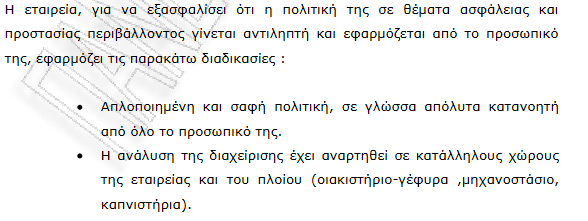 Η εταιρεία, για να εξασφαλίσει ότι η πολιτική της σε θέματα ασφάλειας και
προστασίας περιβάλλοντος γίνεται αντιληπτή και εφαρμόζεται από το προσωπικό
της, εφαρμόζει τις παρακάτω διαδικασίες :
• Απλοποιημένη και σαφή πολιτική, σε γλώσσα απόλυτα κατανοητή
από όλο το προσωπικό της.
• Η ανάλυση της διαχείρισης έχει αναρτηθεί σε κατάλληλους χώρους
της εταιρείας και του πλοίου (οιακιστήριο-γέφυρα ,μηχανοστάσιο,
καπνιστήρια).